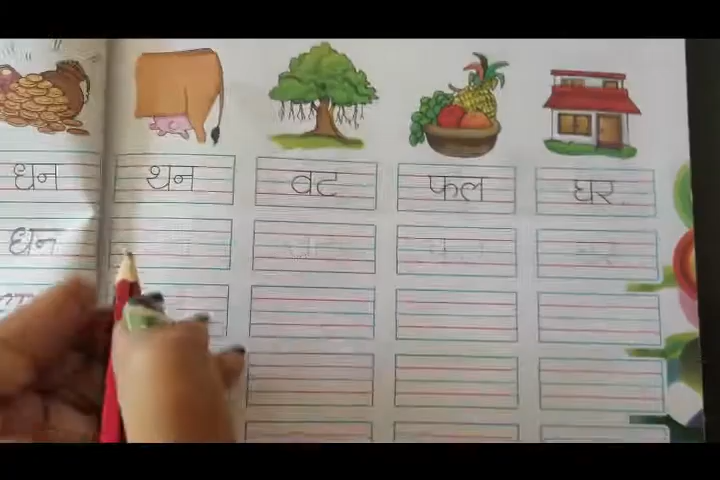 धन थन वट फल घर
धन